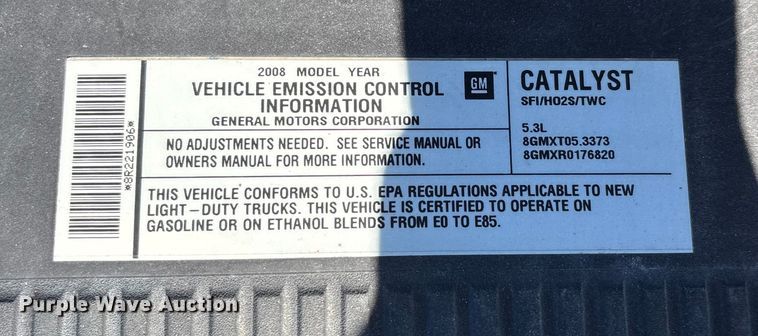 *8R221906*
2008 MODEL YEAR
VEHICLE EMISSION CONTROL
INFORMATION
GENERAL MOTORS CORPORATION
GM
NO ADJUSTMENTS NEEDED. SEE SERVICE MANUAL OR
OWNERS MANUAL FOR MORE INFORMATION.
CATALYST
SFI/HO2S/TWC
5.3L
8GMXT05.3373
8GMXR0176820
THIS VEHICLE CONFORMS TO U.S. EPA REGULATIONS APPLICABLE TO NEW
LIGHT-DUTY TRUCKS. THIS VEHICLE IS CERTIFIED TO OPERATE ON
GASOLINE OR ON ETHANOL BLENDS FROM E0 TO E85.
Purple Wave Auction